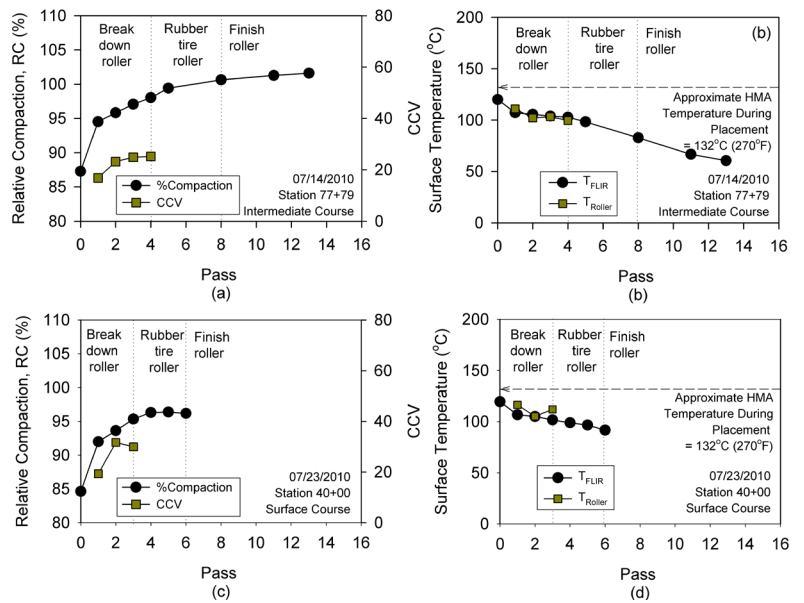 Relative Compaction, RC (%)
110
105
100
95
90
85
80
Break
down
roller
Rubber
tire
roller
Finish
roller
80
60
40
20
0
CCV
%Compaction
CCV
07/14/2010
Station 77+79
Intermediate Course
0 2 4 6 8 10 12 14 16
Pass
(a)
Surface Temperature (°C)
200
150
100
50
0
Break
down
roller
Rubber
tire
roller
Finish
roller
(b)
Approximate HMA
Temperature During
Placement
= 132°C (270°F)
T_FLIR
T_Roller
07/14/2010
Station 77+79
Intermediate Course
0 2 4 6 8 10 12 14 16
Pass
(b)
Relative Compaction, RC (%)
110
105
100
95
90
85
80
Break
down
roller
Rubber
tire
roller
Finish
roller
80
60
40
20
0
CCV
%Compaction
CCV
07/23/2010
Station 40+00
Surface Course
0 2 4 6 8 10 12 14 16
Pass
(c)
Surface Temperature (°C)
200
150
100
50
0
Break
down
roller
Rubber
tire
roller
Finish
roller
Approximate HMA
Temperature During
Placement
= 132°C (270°F)
T_FLIR
T_Roller
07/23/2010
Station 40+00
Surface Course
0 2 4 6 8 10 12 14 16
Pass
(d)